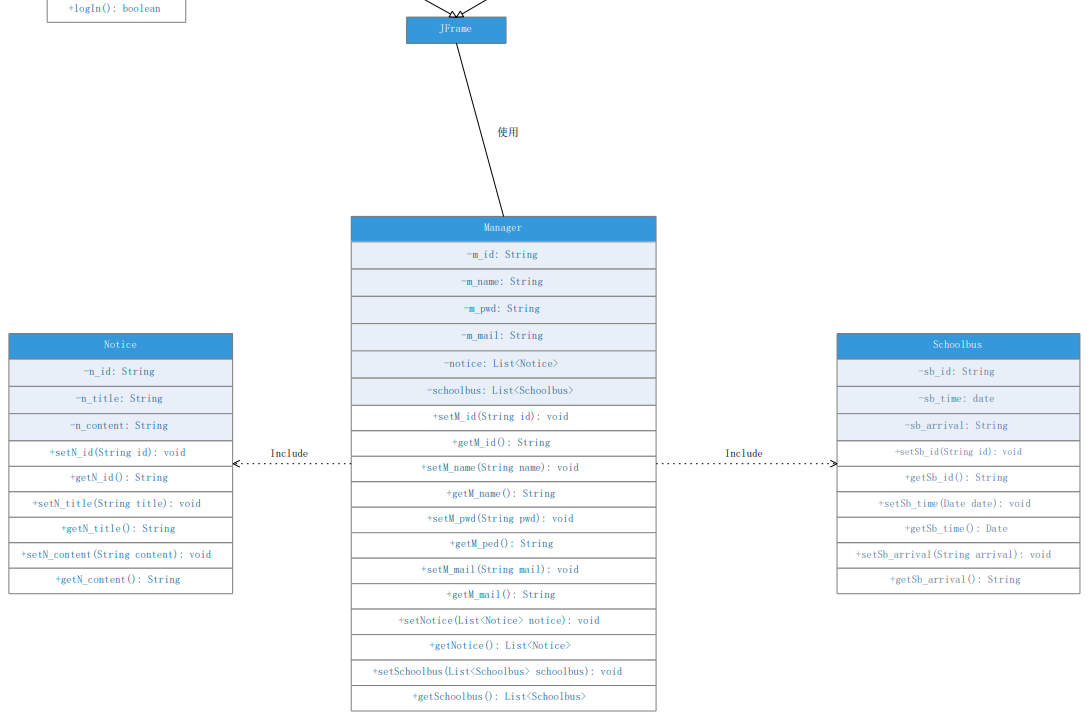 +logIn(): boolean
JFrame
使用
Manager
-m_id: String
-m_name: String
-m_pwd: String
-m_mail: String
-notice: List<Notice>
-schoolbus: List<Schoolbus>
+setM_id(String id): void
+getM_id(): String
+setM_name(String name): void
+getM_name(): String
+setM_pwd(String pwd): void
+getM_ped(): String
+setM_mail(String mail): void
+getM_mail(): String
+setNotice(List<Notice> notice): void
+getNotice(): List<Notice>
+setSchoolbus(List<Schoolbus> schoolbus): void
+getSchoolbus(): List<Schoolbus>
Notice
-n_id: String
-n_title: String
-n_content: String
+setN_id(String id): void
+getN_id(): String
+setN_title(String title): void
+getN_title(): String
+setN_content(String content): void
+getN_content(): String
Include
Include
Schoolbus
-sb_id: String
-sb_time: date
-sb_arrival: String
+setSb_id(String id): void
+getSb_id(): String
+setSb_time(Date date): void
+getSb_time(): Date
+setSb_arrival(String arrival): void
+getSb_arrival(): String